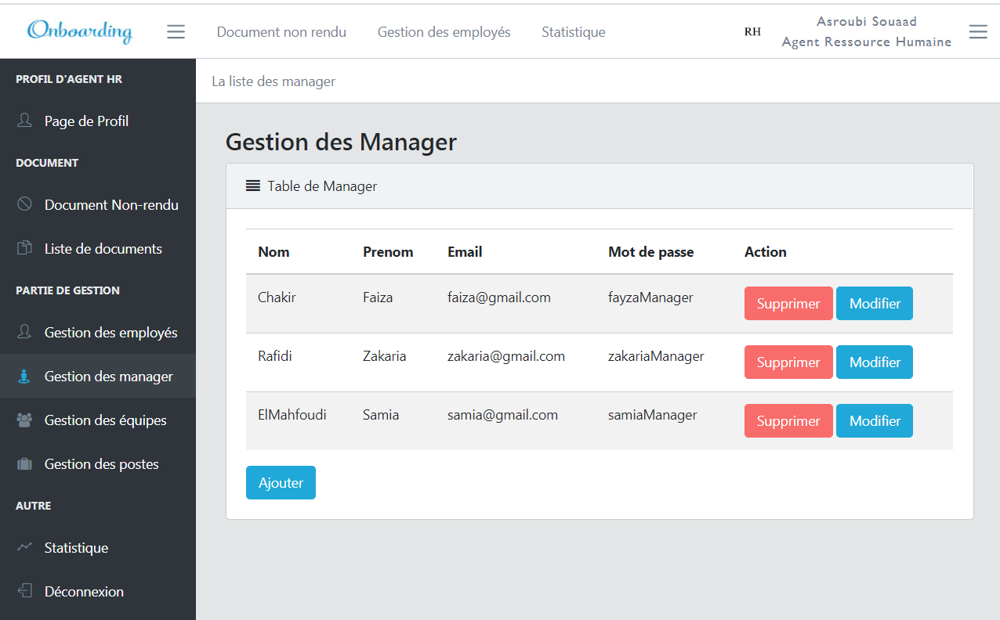 Onboarding
Document non rendu
Gestion des employés
Statistique
RH
Asroubi Souaad
Agent Ressource Humaine
PROFIL D'AGENT HR
Page de Profil
DOCUMENT
Document Non-rendu
Liste de documents
PARTIE DE GESTION
Gestion des employés
Gestion des manager
Gestion des équipes
Gestion des postes
AUTRE
Statistique
Déconnexion
La liste des manager
Gestion des Manager
Table de Manager
Nom Prenom Email Mot de passe Action
Chakir Faiza faiza@gmail.com fayzaManager Supprimer Modifier
Rafidi Zakaria zakaria@gmail.com zakariaManager Supprimer Modifier
ElMahfoudi Samia samia@gmail.com samiaManager Supprimer Modifier
Ajouter